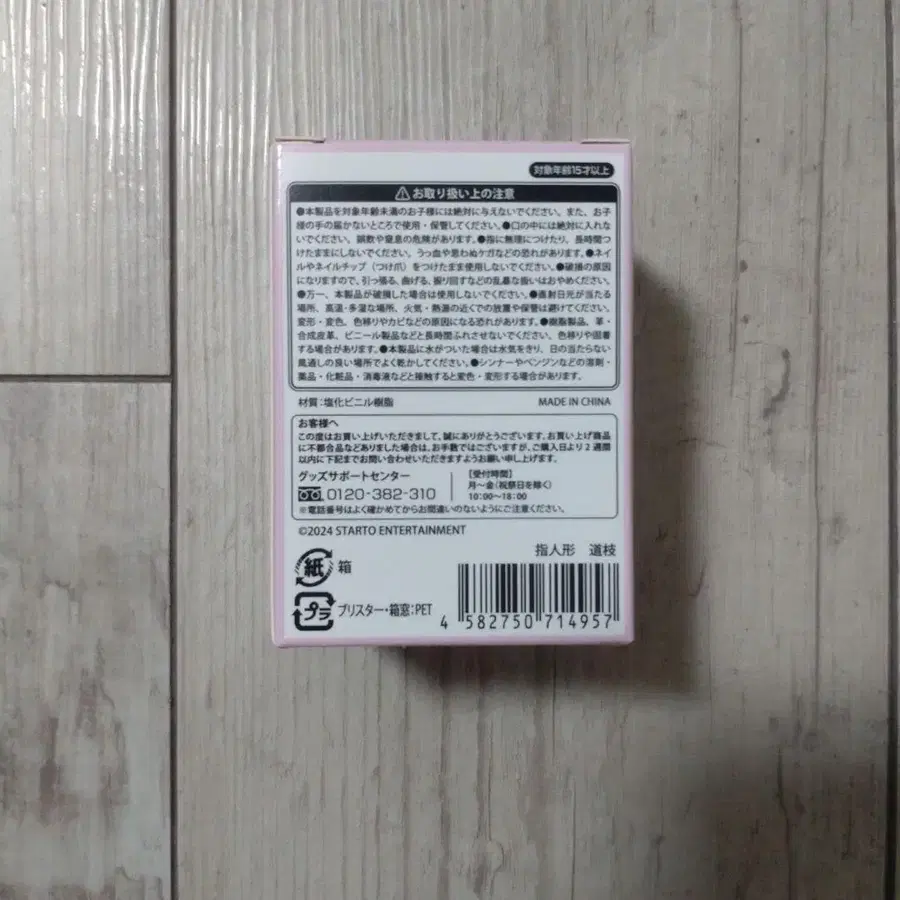 対象年齢15才以上
⚠お取り扱い上の注意
●本製品を対象年齢未満のお子様には絶対に与えないでください。また、お子
様の手の届かないところで使用・保管してください。●口の中には絶対に入れな
いでください。誤飲や窒息の危険があります。●指に無理につけたり、長時間つ
けたままにしないでください。うっ血や思わぬケガなどの恐れがあります。●ネイ
ルやネイルチップ（つけ爪）をつけたまま使用しないでください。●破損の原因
になりますので、引っ張る、曲げる、振り回すなどの乱暴な扱いはおやめください。
●万一、本製品が破損した場合は使用しないでください。●直射日光が当たる
場所、高温・多湿な場所、火気・熱源の近くでの放置や保管は避けてください。
変形・変色、色移りやカビなどの原因になる恐れがあります。●樹脂製品、革・
合成皮革、ビニール製品などと長時間ふれさせないでください。色移りや固着
する場合があります。●本製品に水がついた場合は水気をきり、日の当たらない
風通しの良い場所でよく乾かしてください。●シンナーやベンジンなどの溶剤・
薬品・化粧品・消毒液などと接触すると変色・変形する場合があります。
材質：塩化ビニル樹脂 MADE IN CHINA
お客様へ
この度はお買い上げいただきまして、誠にありがとうございます。お買い上げ商品
に不都合品などありました場合は、お手数ではございますが、ご購入日より2週間
以内に下記までお問い合わせいただきますようお願い申し上げます。
グッズサポートセンター
0120-382-310
【受付時間】
月〜金（祝祭日を除く）
10:00〜18:00
※電話番号はよく確かめてからお間違いのないようにご注意ください。
©2024 STARTO ENTERTAINMENT
指人形 道枝
紙 箱
プラ ブリスター・箱窓：PET
4 582750 714957